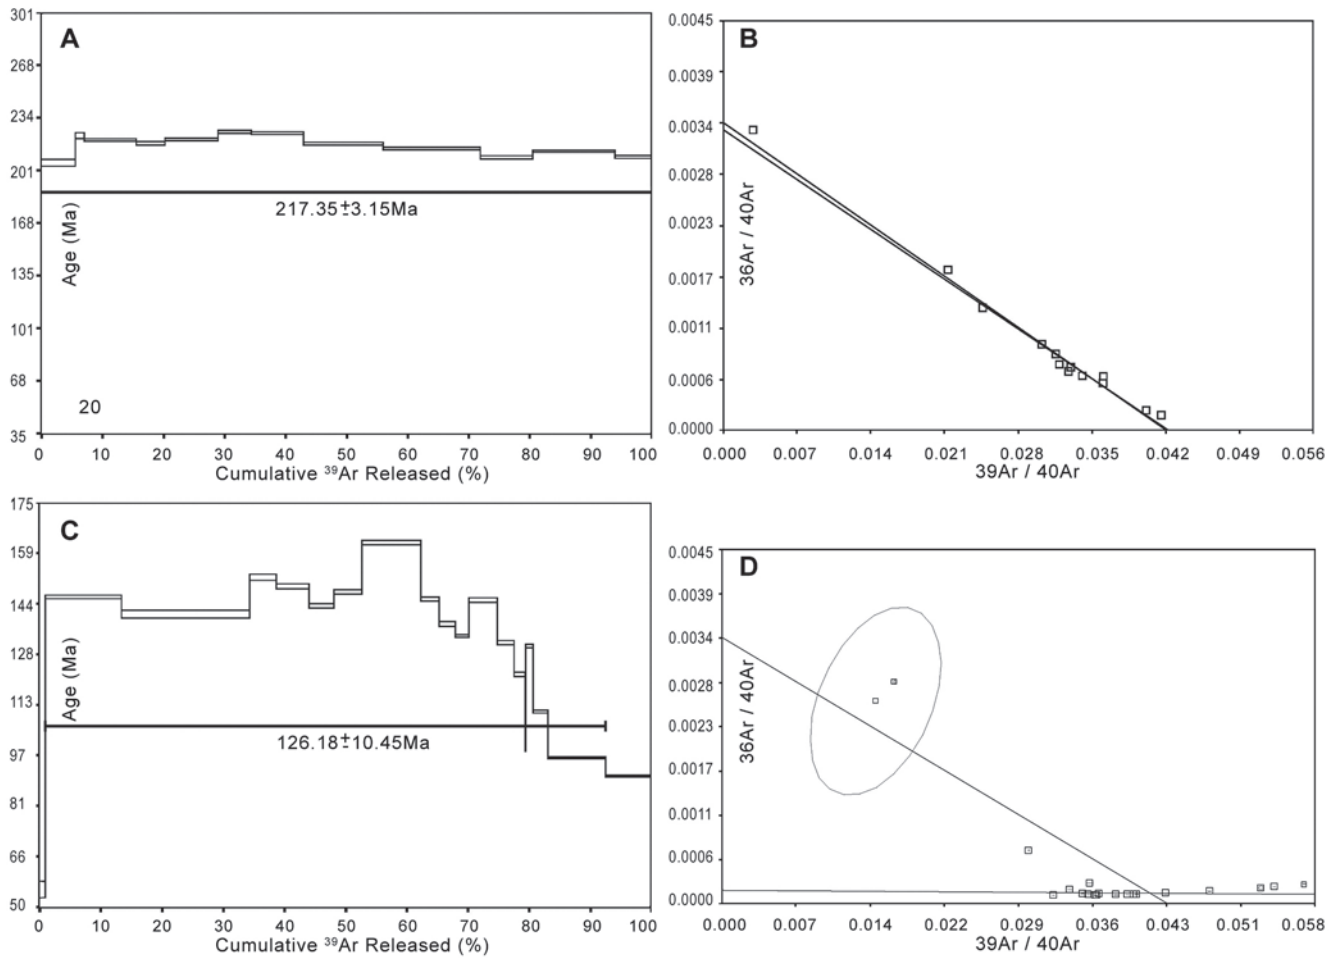 A
301
268
234
201
168
135
101
68
35
Age (Ma)
217.35±3.15Ma
20
0 10 20 30 40 50 60 70 80 90 100
Cumulative ³⁹Ar Released (%)
B
0.0045
0.0039
0.0034
0.0028
0.0023
0.0017
0.0011
0.0006
0.0000
36Ar / 40Ar
0.000 0.007 0.014 0.021 0.028 0.035 0.042 0.049 0.056
39Ar / 40Ar
C
175
159
144
128
113
97
81
66
50
Age (Ma)
126.18±10.45Ma
0 10 20 30 40 50 60 70 80 90 100
Cumulative ³⁹Ar Released (%)
D
0.0045
0.0039
0.0034
0.0028
0.0023
0.0017
0.0011
0.0006
0.0000
36Ar / 40Ar
0.000 0.007 0.014 0.022 0.029 0.036 0.043 0.051 0.058
39Ar / 40Ar